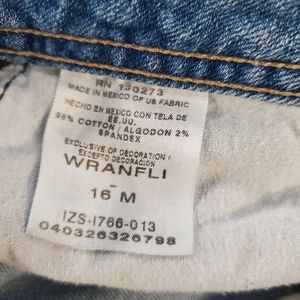 RN 130273
MADE IN MEXICO OF US FABRIC
HECHO EN MEXICO CON TELA DE
EE.UU.
98% COTTON / ALGODON 2%
SPANDEX
EXCLUSIVE OF DECORATION /
EXCEPTO DECORACION
WRANFLI
-
16 M
IZS-I766-013
040326326798